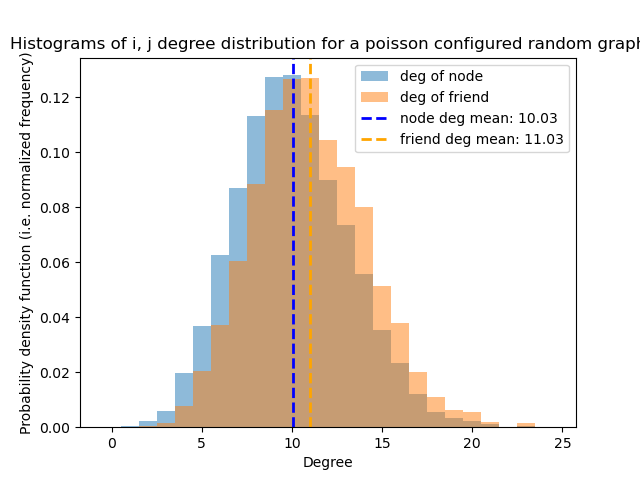 Histograms of i, j degree distribution for a poisson configured random graph
Probability density function (i.e. normalized frequency)
0.12
0.10
0.08
0.06
0.04
0.02
0.00
deg of node
deg of friend
node deg mean: 10.03
friend deg mean: 11.03
0 5 10 15 20 25
Degree